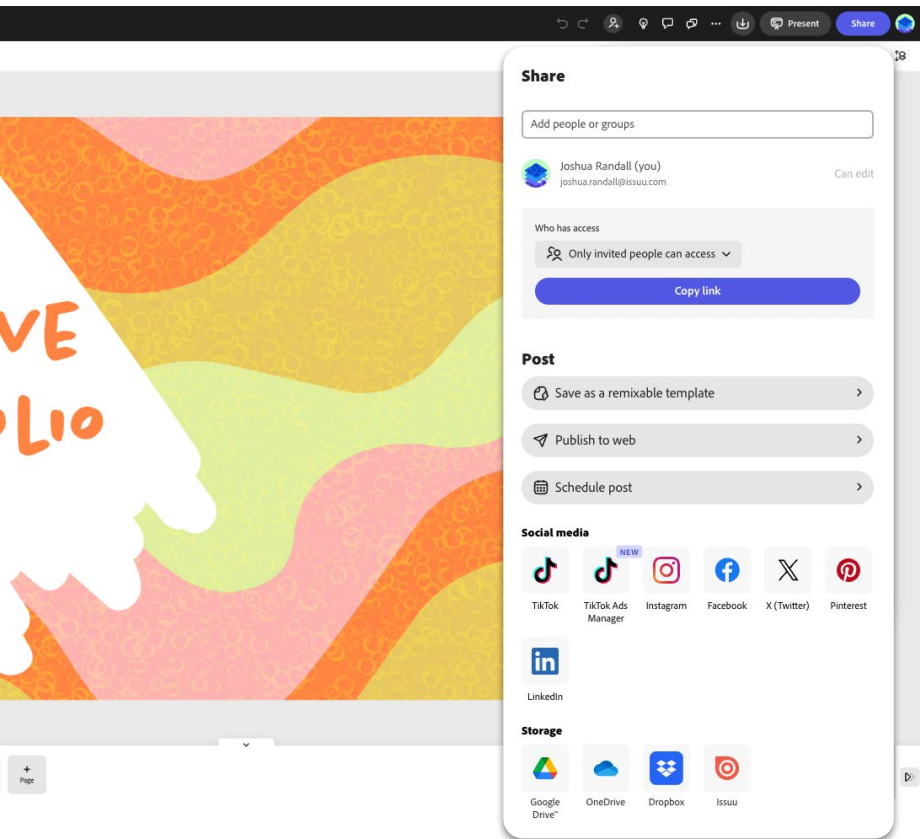 Present
Share
Share
Add people or groups
Joshua Randall (you)
joshua.randall@issuu.com
Can edit
Who has access
Only invited people can access
Copy link
VE
LIO
Post
Save as a remixable template
Publish to web
Schedule post
Social media
NEW
TikTok
TikTok Ads Manager
Instagram
Facebook
X (Twitter)
Pinterest
in
LinkedIn
Storage
+
Page
Google Drive™
OneDrive
Dropbox
Issuu